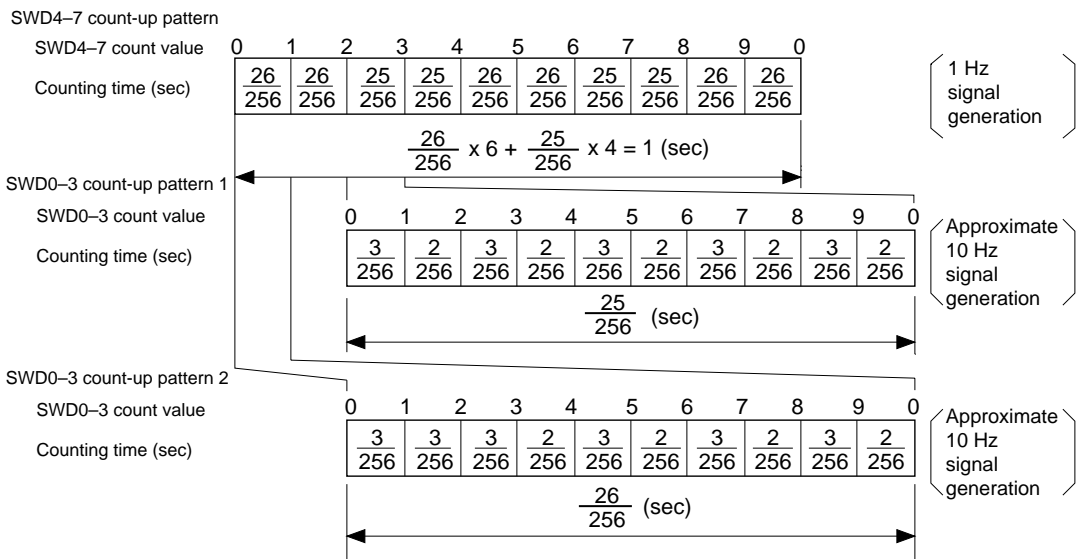 SWD4–7 count-up pattern
SWD4–7 count value 0 1 2 3 4 5 6 7 8 9 0
Counting time (sec) 26/256 26/256 25/256 25/256 26/256 26/256 25/256 25/256 26/256 26/256
1 Hz
signal
generation
26/256 x 6 + 25/256 x 4 = 1 (sec)
SWD0–3 count-up pattern 1
SWD0–3 count value 0 1 2 3 4 5 6 7 8 9 0
Counting time (sec) 3/256 2/256 3/256 2/256 3/256 2/256 3/256 2/256 3/256 2/256
Approximate
10 Hz
signal
generation
25/256 (sec)
SWD0–3 count-up pattern 2
SWD0–3 count value 0 1 2 3 4 5 6 7 8 9 0
Counting time (sec) 3/256 3/256 3/256 2/256 3/256 2/256 3/256 2/256 3/256 2/256
Approximate
10 Hz
signal
generation
26/256 (sec)